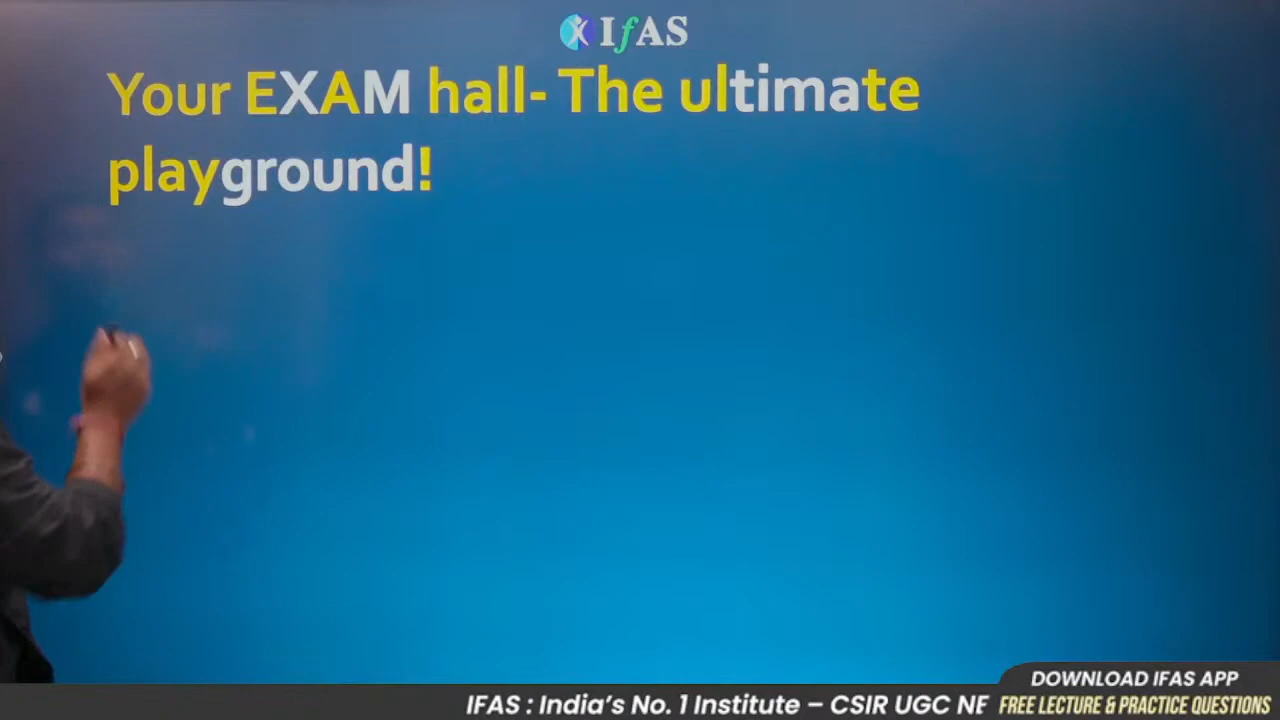 IfAS
Your EXAM hall- The ultimate
playground!
DOWNLOAD IFAS APP
IFAS : India’s No. 1 Institute – CSIR UGC NE
FREE LECTURE & PRACTICE QUESTIONS